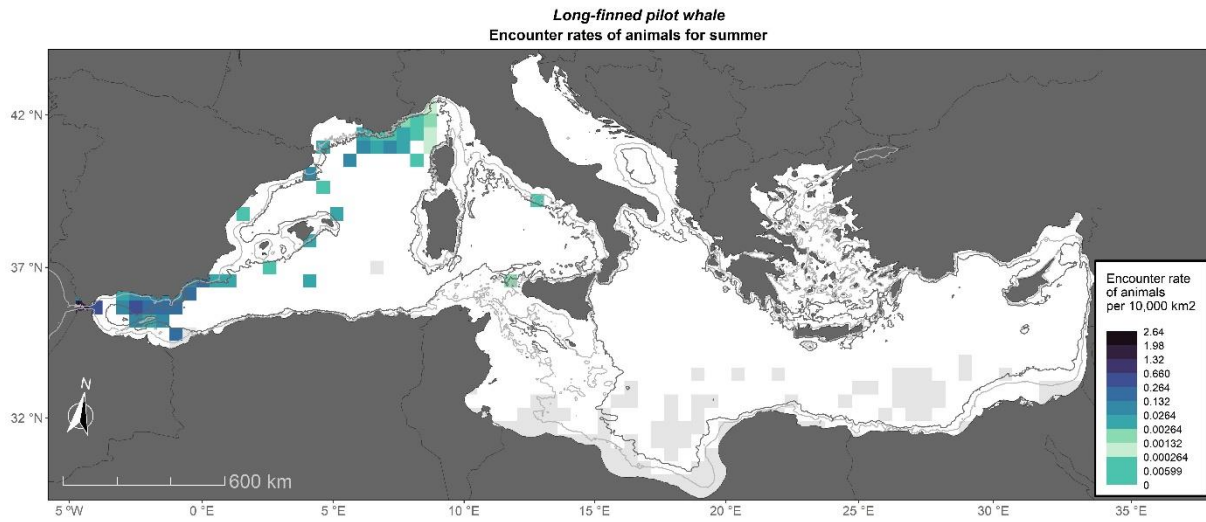 Long-finned pilot whale
Encounter rates of animals for summer
42 °N
37 °N
32 °N
N
600 km
5 °W
0 °E
5 °E
10 °E
15 °E
20 °E
25 °E
30 °E
35 °E
Encounter rate
of animals
per 10,000 km2
2.64
1.98
1.32
0.660
0.264
0.132
0.0264
0.00264
0.00132
0.000264
0.00599
0